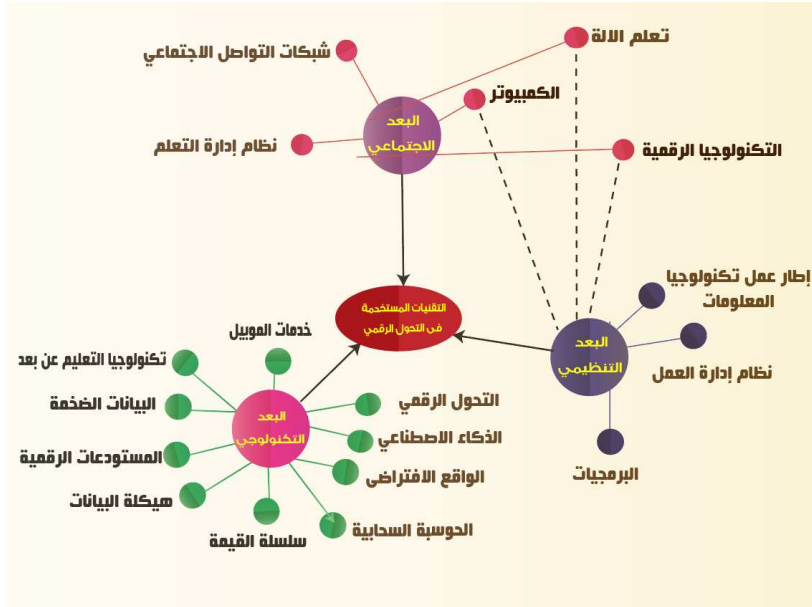 تعلم الالة
شبكات التواصل الاجتماعي
الكمبيوتر
البعد
الاجتماعي
نظام إدارة التعلم
التكنولوجيا الرقمية
إطار عمل تكنولوجيا
المعلومات
التقنيات المستخدمة
فى التحول الرقمي
البعد
التنظيمي
نظام إدارة العمل
البرمجيات
خدمات الموبيل
تكنولوجيا التعليم عن بعد
البيانات الضخمة
التحول الرقمي
البعد
التكنولوجي
الذكاء الاصطناعي
المستودعات الرقمية
الواقع الافتراضى
هيكلة البيانات
الحوسبة السحابية
سلسلة القيمة